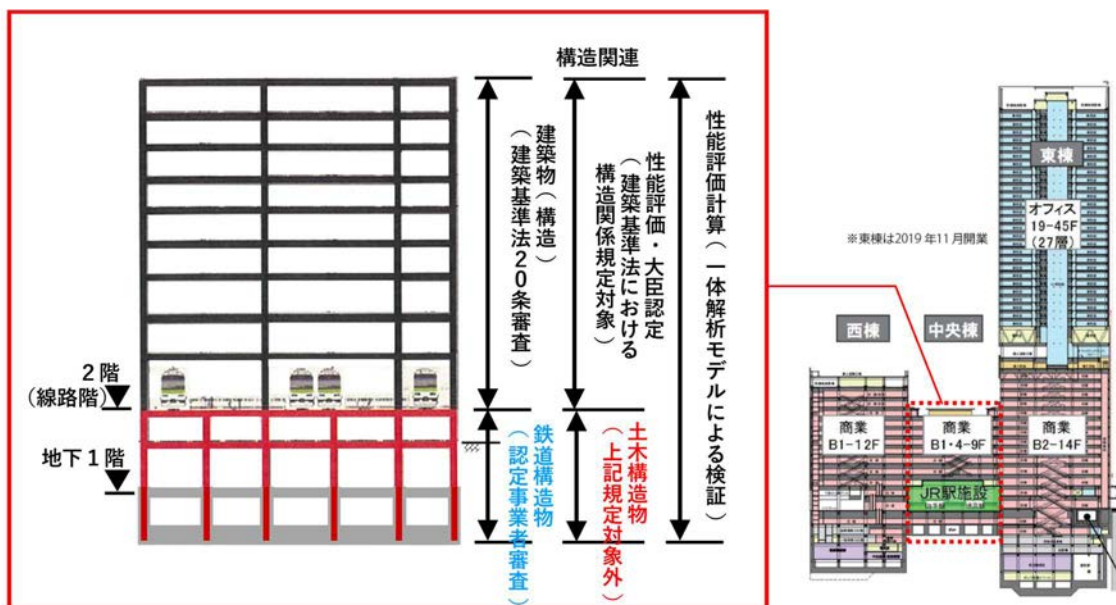 構造関連
建築物(構造)
(建築基準法20条審査)
性能評価・大臣認定
(建築基準法における
構造関係規定対象)
性能評価計算(一体解析モデルによる検証)
2階
(線路階)
地下1階
鉄道構造物
(認定事業者審査)
土木構造物
(上記規定対象外)
※東棟は2019年11月開業
東棟
オフィス
19-45F
(27層)
西棟
中央棟
商業
B1-12F
商業
B1・4-9F
商業
B2-14F
JR駅施設